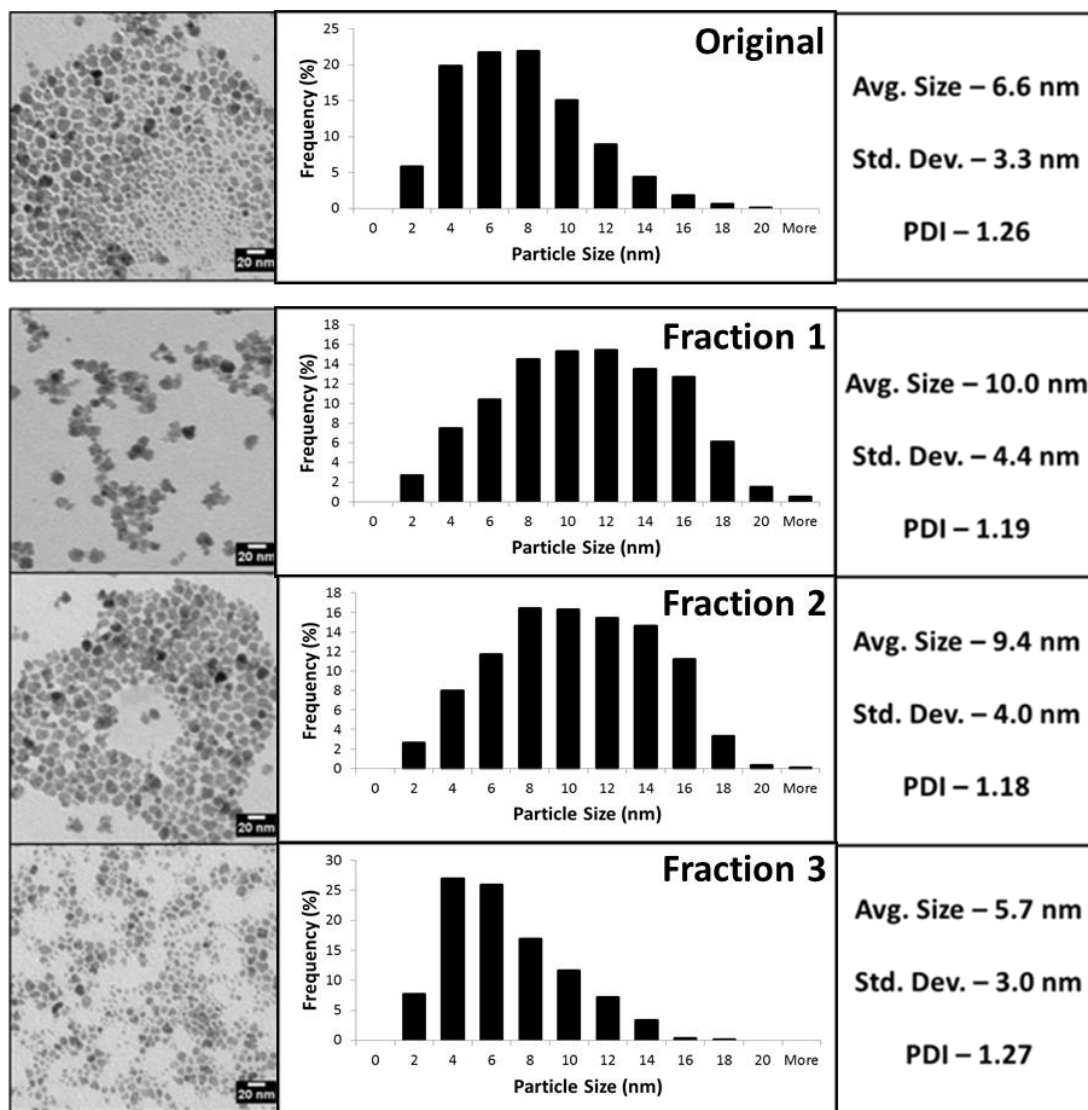 Original
Frequency (%)
25
20
15
10
5
0
0 2 4 6 8 10 12 14 16 18 20 More
Particle Size (nm)
20 nm
Avg. Size – 6.6 nm
Std. Dev. – 3.3 nm
PDI – 1.26
Fraction 1
Frequency (%)
18
16
14
12
10
8
6
4
2
0
0 2 4 6 8 10 12 14 16 18 20 More
Particle Size (nm)
20 nm
Avg. Size – 10.0 nm
Std. Dev. – 4.4 nm
PDI – 1.19
Fraction 2
Frequency (%)
18
16
14
12
10
8
6
4
2
0
0 2 4 6 8 10 12 14 16 18 20 More
Particle Size (nm)
20 nm
Avg. Size – 9.4 nm
Std. Dev. – 4.0 nm
PDI – 1.18
Fraction 3
Frequency (%)
30
25
20
15
10
5
0
0 2 4 6 8 10 12 14 16 18 20 More
Particle Size (nm)
20 nm
Avg. Size – 5.7 nm
Std. Dev. – 3.0 nm
PDI – 1.27